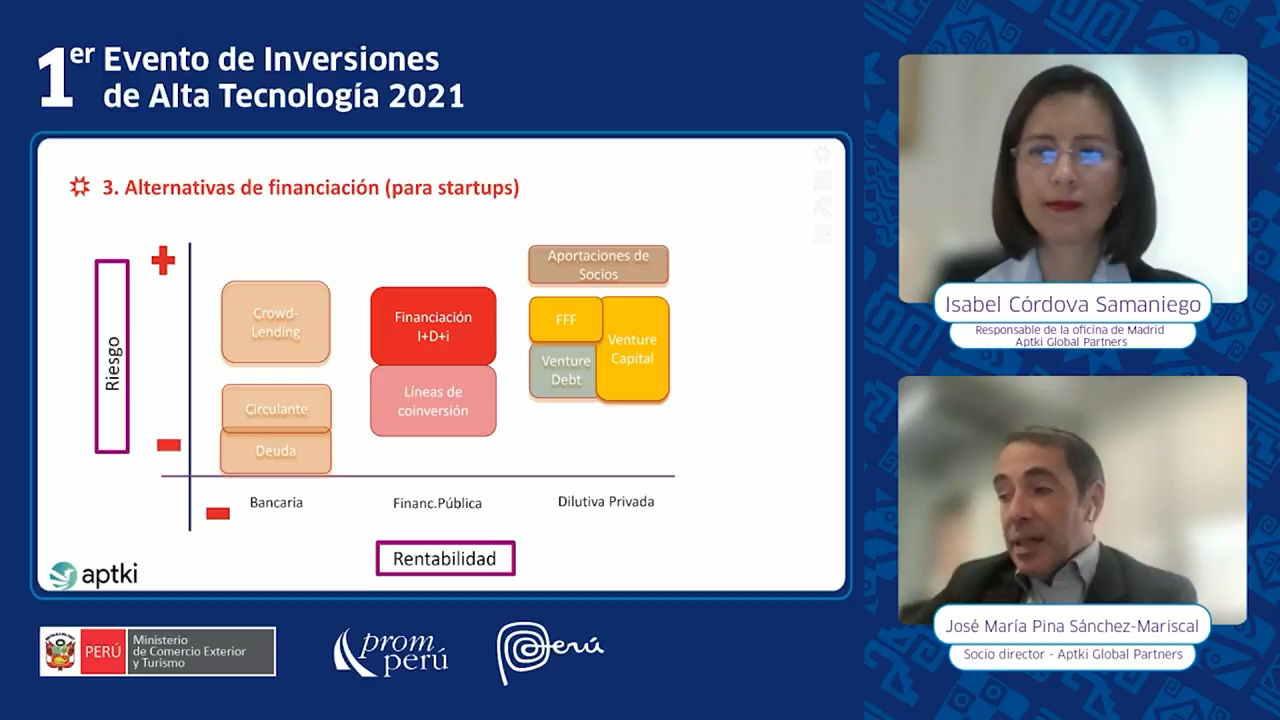 1er Evento de Inversiones
de Alta Tecnología 2021
3. Alternativas de financiación (para startups)
Riesgo
Crowd-
Lending
Circulante
Deuda
Financiación
I+D+i
Líneas de
coinversión
Aportaciones de
Socios
FFF
Venture
Debt
Venture
Capital
Bancaria
Financ.Pública
Dilutiva Privada
Rentabilidad
aptki
PERÚ
Ministerio
de Comercio Exterior
y Turismo
prom
perú
Perú
Isabel Córdova Samaniego
Responsable de la oficina de Madrid
Aptki Global Partners
José María Pina Sánchez-Mariscal
Socio director - Aptki Global Partners